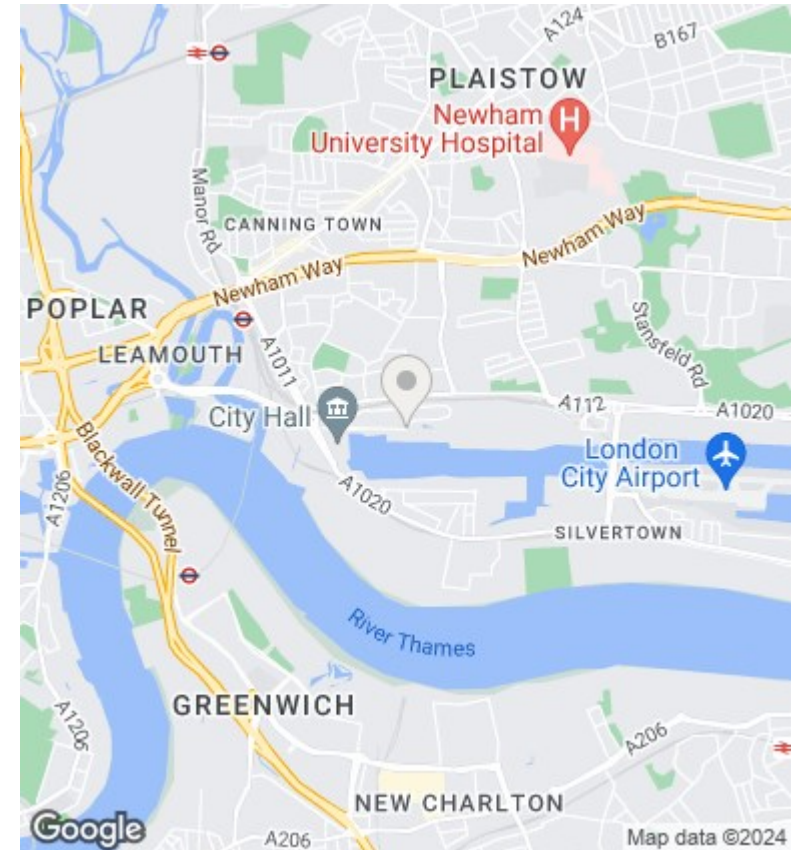 A124
B167
PLAISTOW
Newham
University Hospital
H
Manor Rd
CANNING TOWN
Newham Way
Newham Way
POPLAR
Stansfeld Rd
LEAMOUTH
A1011
City Hall
A112
A1020
London
City Airport
Blackwall Tunnel
A1206
A1020
SILVERTOWN
River Thames
GREENWICH
A1206
A206
NEW CHARLTON
Google
A206
Map data ©2024